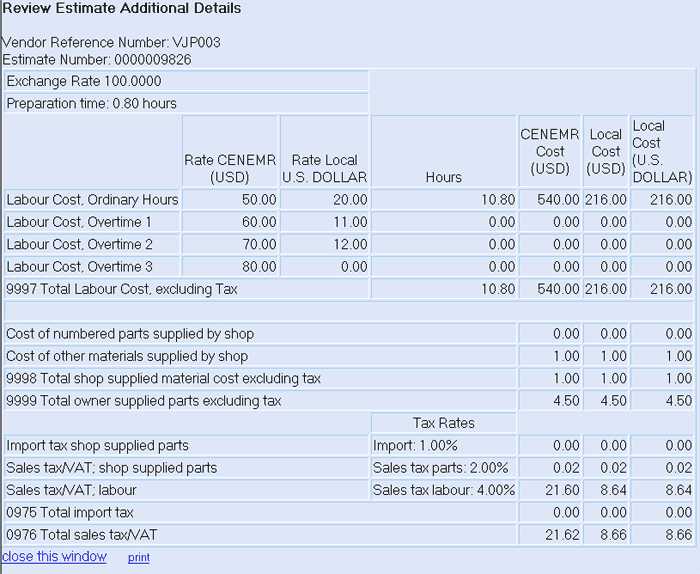 Review Estimate Additional Details
Vendor Reference Number: VJP003
Estimate Number: 0000009826
Exchange Rate 100.0000
Preparation time: 0.80 hours
Rate CENEMR (USD) Rate Local U.S. DOLLAR Hours CENEMR Cost (USD) Local Cost (USD) Local Cost (U.S. DOLLAR)
Labour Cost, Ordinary Hours 50.00 20.00 10.80 540.00 216.00 216.00
Labour Cost, Overtime 1 60.00 11.00 0.00 0.00 0.00 0.00
Labour Cost, Overtime 2 70.00 12.00 0.00 0.00 0.00 0.00
Labour Cost, Overtime 3 80.00 0.00 0.00 0.00 0.00 0.00
9997 Total Labour Cost, excluding Tax 10.80 540.00 216.00 216.00
Cost of numbered parts supplied by shop 0.00 0.00 0.00
Cost of other materials supplied by shop 1.00 1.00 1.00
9998 Total shop supplied material cost excluding tax 1.00 1.00 1.00
9999 Total owner supplied parts excluding tax 4.50 4.50 4.50
Tax Rates
Import tax shop supplied parts Import: 1.00% 0.00 0.00 0.00
Sales tax/VAT; shop supplied parts Sales tax parts: 2.00% 0.02 0.02 0.02
Sales tax/VAT; labour Sales tax labour: 4.00% 21.60 8.64 8.64
0975 Total import tax 0.00 0.00 0.00
0976 Total sales tax/VAT 21.62 8.66 8.66
close this window print